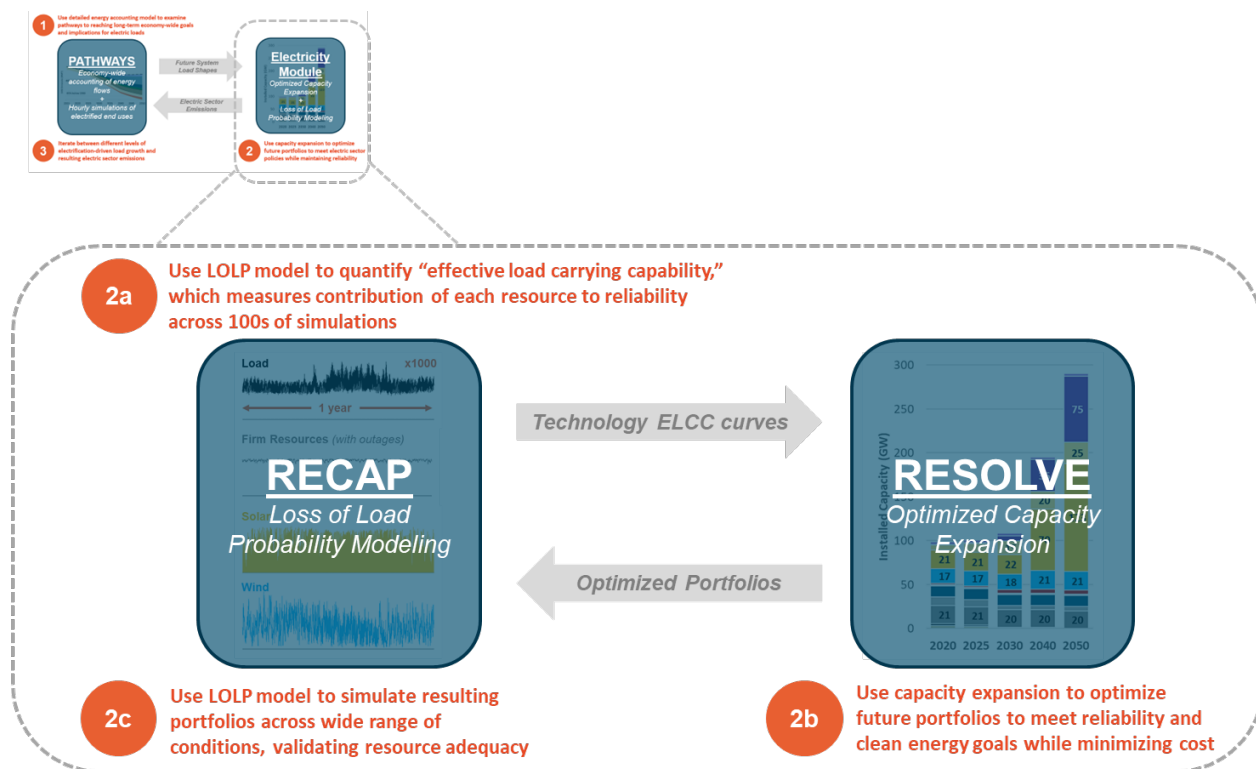 1
Use detailed energy accounting model to examine
pathways to reaching long-term economy-wide goals
and implications for electric loads
PATHWAYS
Economy-wide
accounting of energy
flows
+
Hourly simulations of
electrified end uses
Future System
Load Shapes
Electric Sector
Emissions
Electricity
Module
Optimized Capacity
Expansion
+
Loss of Load
Probability Modeling
3
Iterate between different levels of
electrification-driven load growth and
resulting electric sector emissions
2
Use capacity expansion to optimize
future portfolios to meet electric sector
policies while maintaining reliability
2a
Use LOLP model to quantify “effective load carrying capability,”
which measures contribution of each resource to reliability
across 100s of simulations
Load
x1000
1 year
Firm Resources (with outages)
RECAP
Loss of Load
Probability Modeling
Solar
Wind
Technology ELCC curves
Optimized Portfolios
RESOLVE
Optimized Capacity
Expansion
Installed Capacity (GW)
300
250
200
100
50
0
75
25
20
21
21
22
17
17
18
21
21
21
21
20
20
20
2020
2025
2030
2040
2050
2c
Use LOLP model to simulate resulting
portfolios across wide range of
conditions, validating resource adequacy
2b
Use capacity expansion to optimize
future portfolios to meet reliability and
clean energy goals while minimizing cost